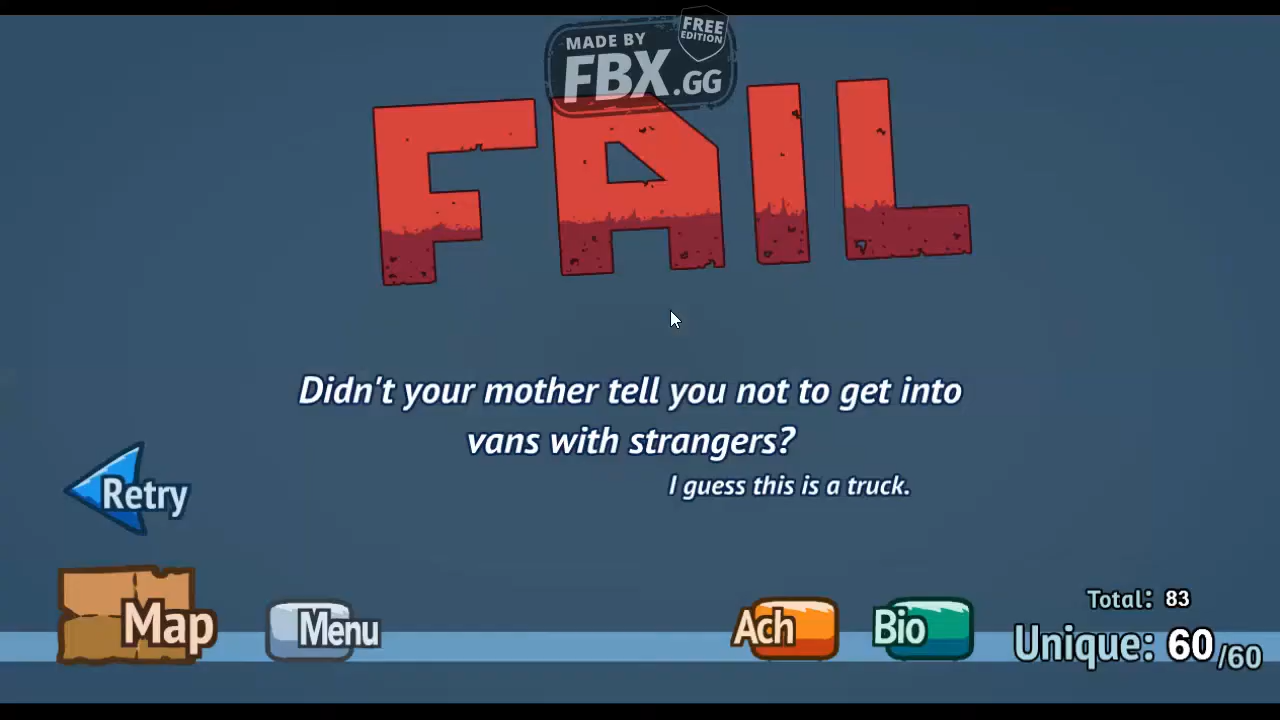 MADE BY
FREE
EDITION
FBX.GG
FAIL
Didn't your mother tell you not to get into
vans with strangers?
I guess this is a truck.
Retry
Map
Menu
Ach
Bio
Total: 83
Unique: 60/60